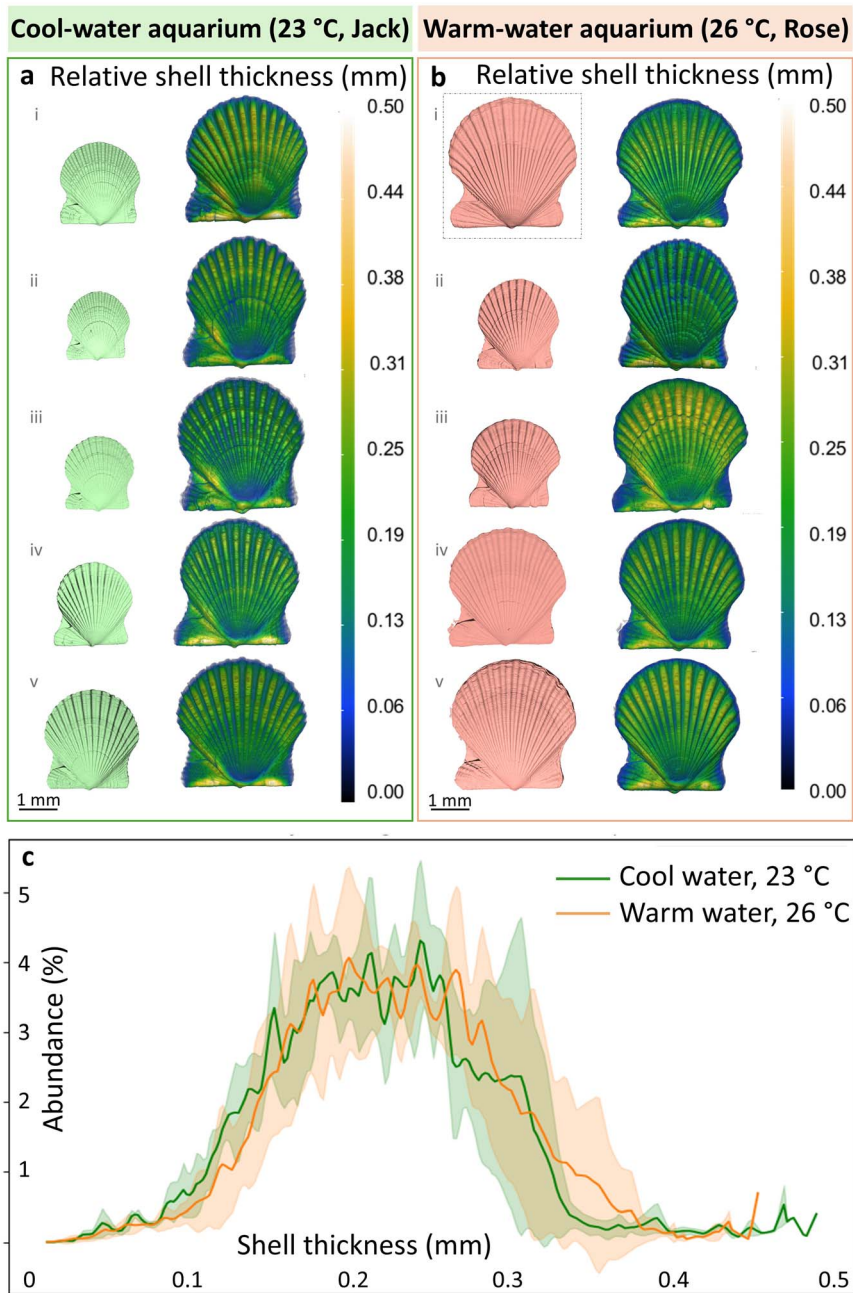 Cool-water aquarium (23 °C, Jack)
Warm-water aquarium (26 °C, Rose)
a Relative shell thickness (mm)
i
ii
iii
iv
v
0.50
0.44
0.38
0.31
0.25
0.19
0.13
0.06
0.00
1 mm
b Relative shell thickness (mm)
i
ii
iii
iv
v
0.50
0.44
0.38
0.31
0.25
0.19
0.13
0.06
0.00
1 mm
c
Cool water, 23 °C
Warm water, 26 °C
Abundance (%)
5
4
3
2
1
Shell thickness (mm)
0 0.1 0.2 0.3 0.4 0.5